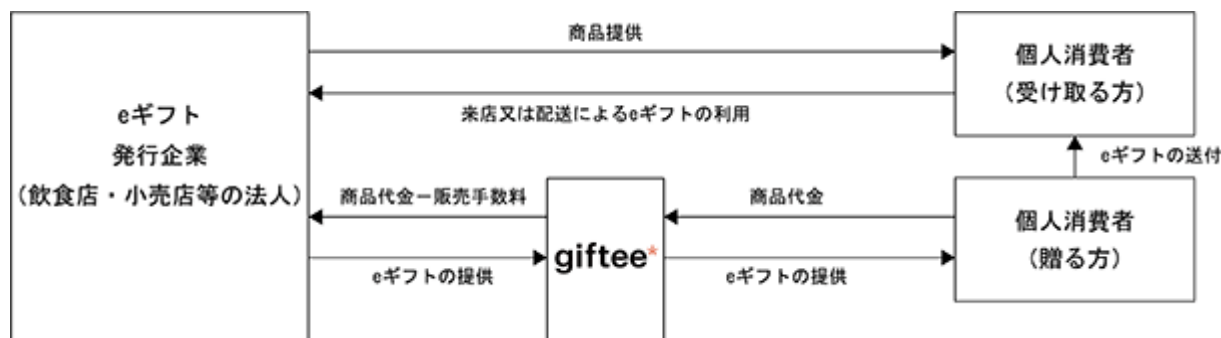 商品提供
個人消費者
（受け取る方）
来店又は配送によるeギフトの利用
eギフト
発行企業
（飲食店・小売店等の法人）
eギフトの送付
商品代金－販売手数料
商品代金
個人消費者
（贈る方）
giftee*
eギフトの提供
eギフトの提供